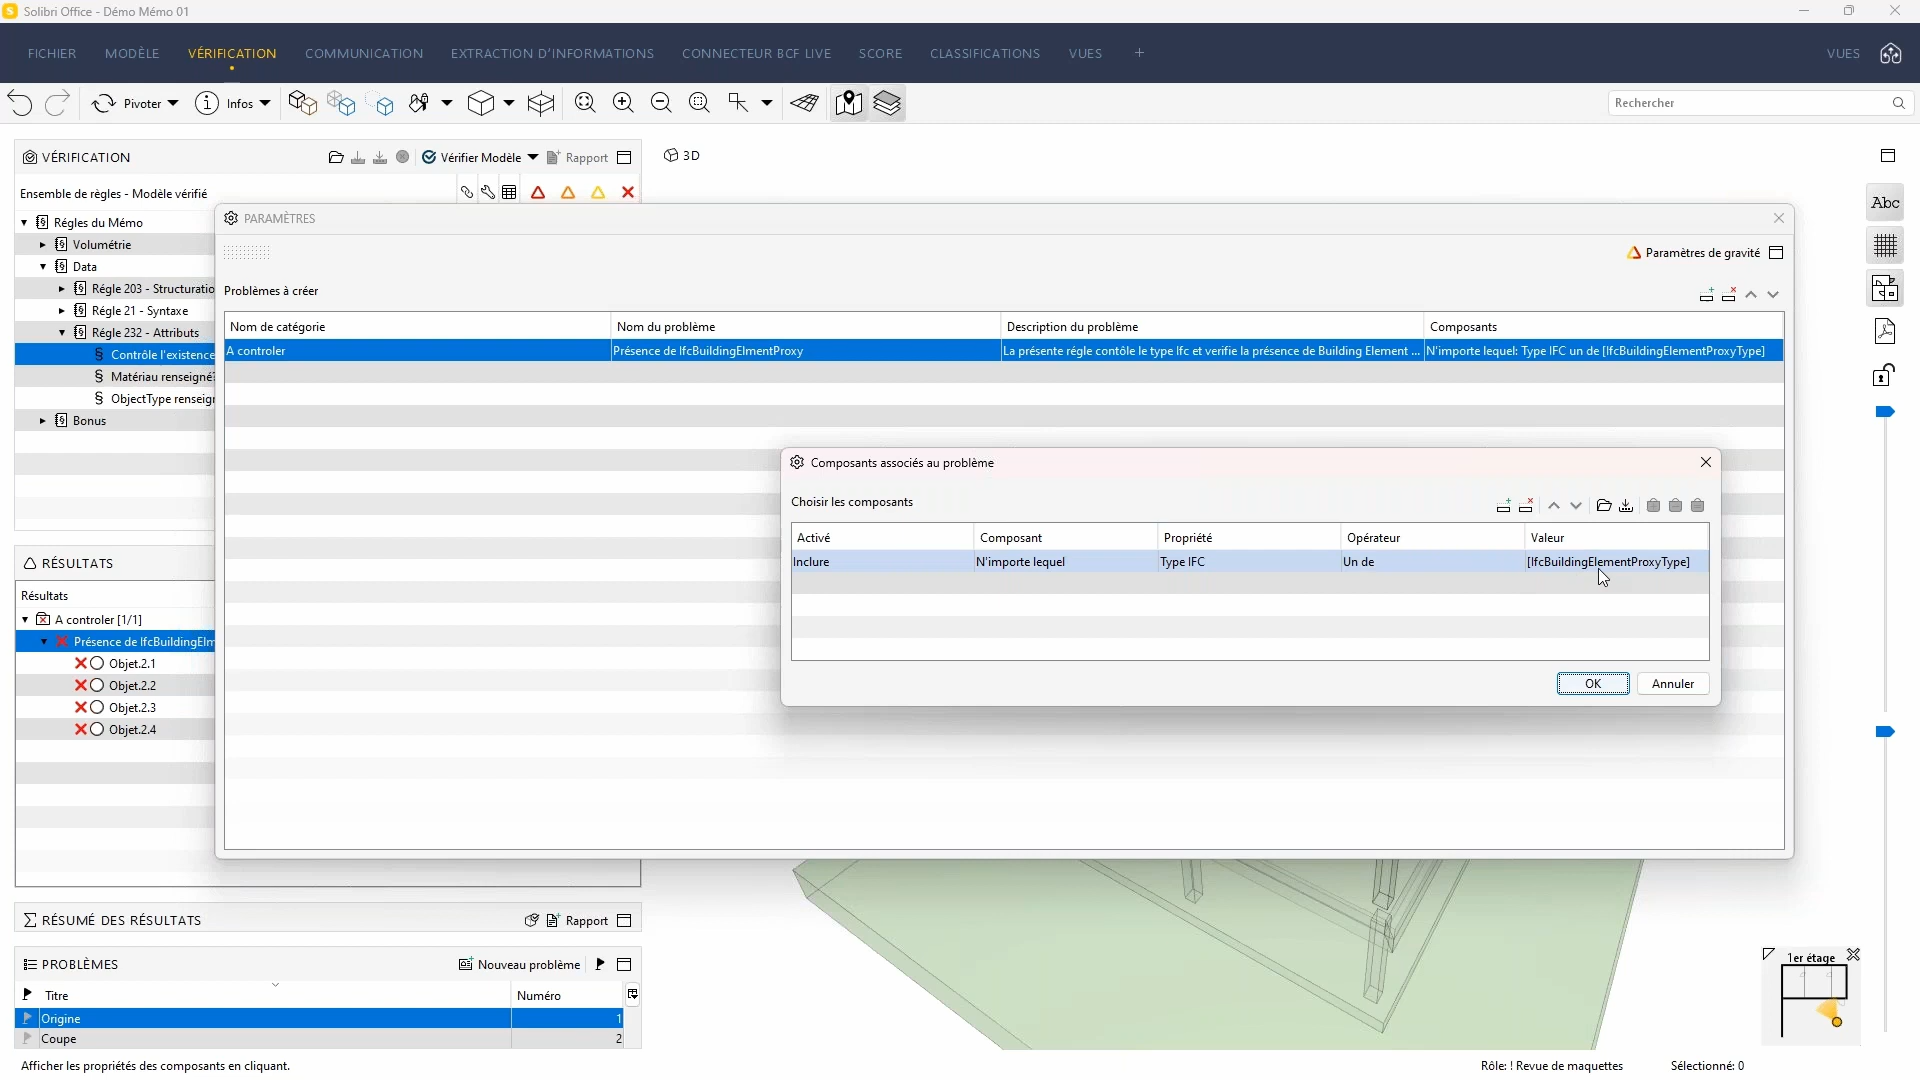 Solibri Office - Démo Mémo 01
FICHIER MODÈLE VÉRIFICATION COMMUNICATION EXTRACTION D'INFORMATIONS CONNECTEUR BCF LIVE SCORE CLASSIFICATIONS VUES + VUES
Pivoter Infos Rechercher
VÉRIFICATION Vérifier Modèle Rapport 3D
Ensemble de règles - Modèle vérifié
Abc
Régles du Mémo
PARAMÈTRES
Volumétrie
Paramètres de gravité
Data
Régle 203 - Structuratio
Problèmes à créer
Régle 21 - Syntaxe
Nom de catégorie Nom du problème Description du problème Composants
Régle 232 - Attributs
A controler Présence de IfcBuildingElmentProxy La présente régle contôle le type Ifc et verifie la présence de Building Element ... N'importe lequel: Type IFC un de [IfcBuildingElementProxyType]
§ Contrôle l'existence
§ Matériau renseigné?
§ ObjectType renseigr
Bonus
Composants associés au problème
Choisir les composants
Activé Composant Propriété Opérateur Valeur
Inclure N'importe lequel Type IFC Un de [IfcBuildingElementProxyType]
OK Annuler
RÉSULTATS
Résultats
A controler [1/1]
Présence de IfcBuildingElm
Objet.2.1
Objet.2.2
Objet.2.3
Objet.2.4
RÉSUMÉ DES RÉSULTATS Rapport
PROBLÈMES Nouveau problème
Titre Numéro
Origine 1
Coupe 2
1er étage
Afficher les propriétés des composants en cliquant. Rôle: ! Revue de maquettes Sélectionné: 0